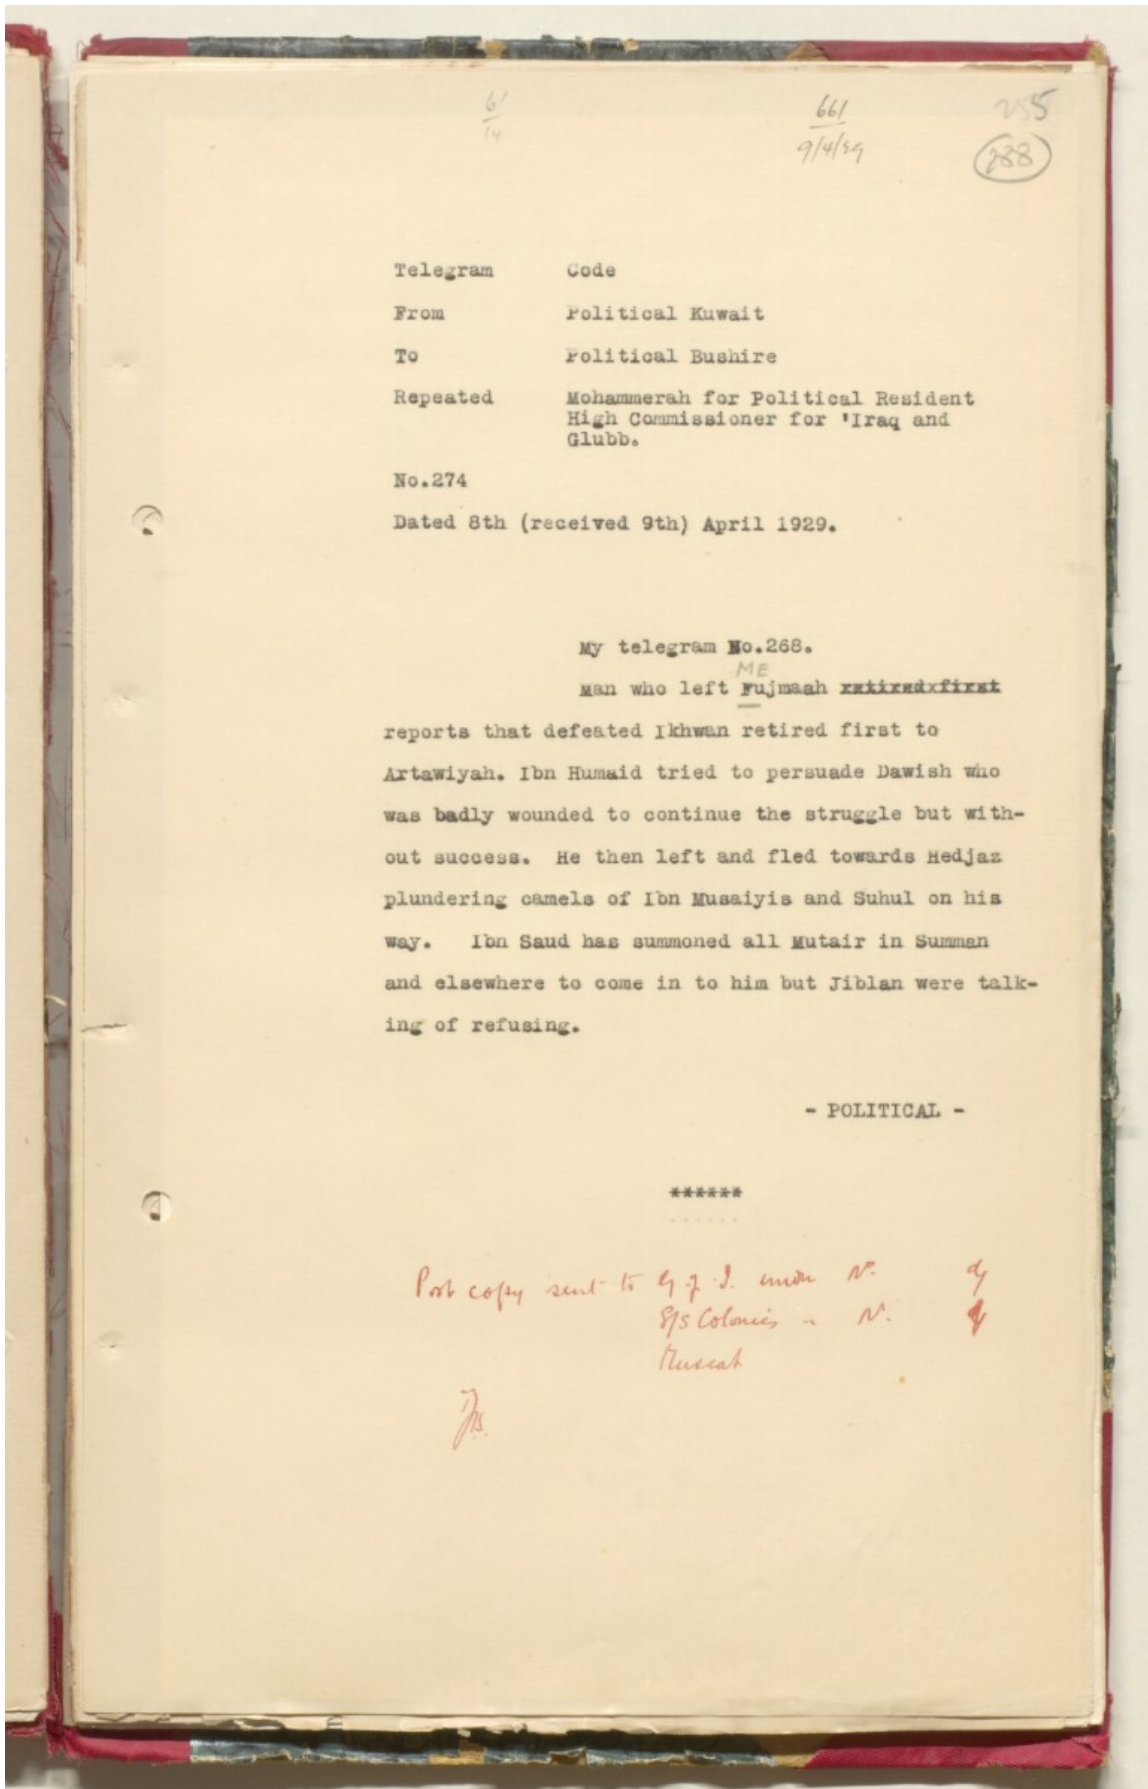 61
14
661
9/4/29
255
288
Telegram Code
From Political Kuwait
To Political Bushire
Repeated Mohammerah for Political Resident
High Commissioner for 'Iraq and
Glubb.
No.274
Dated 8th (received 9th) April 1929.
My telegram No.268.
ME
Man who left Fujmaah retired first
reports that defeated Ikhwan retired first to
Artawiyah. Ibn Humaid tried to persuade Dawish who
was badly wounded to continue the struggle but with-
out success. He then left and fled towards Hedjaz
plundering camels of Ibn Musaiyis and Suhul on his
way. Ibn Saud has summoned all Mutair in Summan
and elsewhere to come in to him but Jiblan were talk-
ing of refusing.
- POLITICAL -
******
Post copy sent to G of I. under No.
S/S Colonies " No.
Muscat